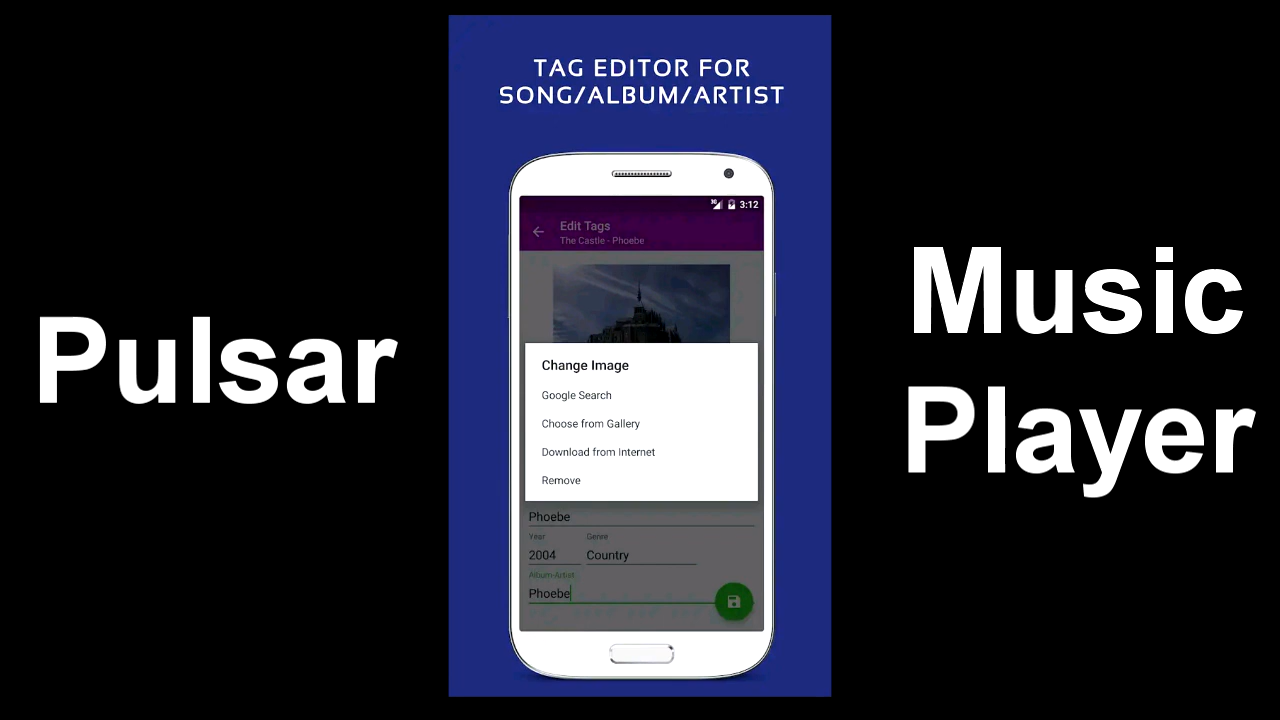 Pulsar
TAG EDITOR FOR
SONG/ALBUM/ARTIST
3G 3:12
Edit Tags
The Castle - Phoebe
Change Image
Google Search
Choose from Gallery
Download from Internet
Remove
Phoebe
Year Genre
2004 Country
Album-Artist
Phoebe
Music
Player